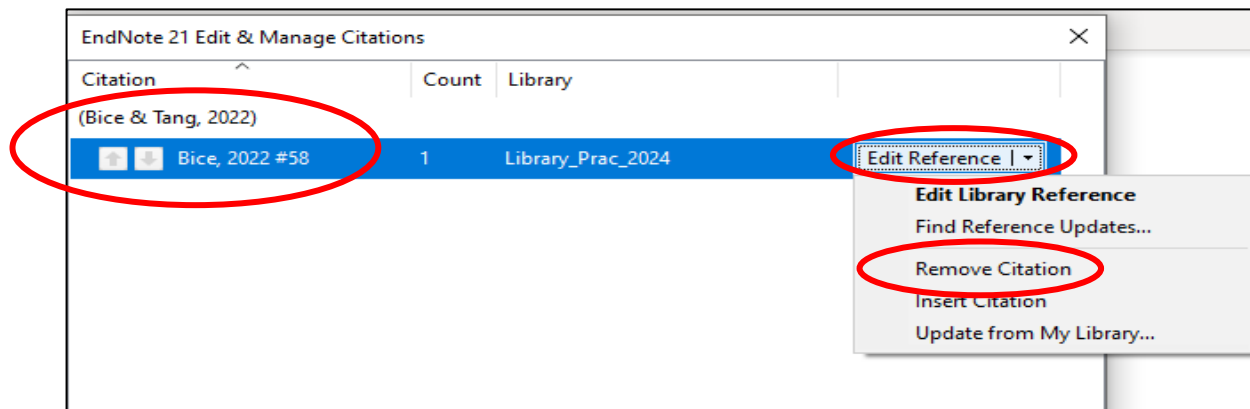 EndNote 21 Edit & Manage Citations
Citation Count Library
(Bice & Tang, 2022)
Bice, 2022 #58 1 Library_Prac_2024 Edit Reference
Edit Library Reference
Find Reference Updates...
Remove Citation
Insert Citation
Update from My Library...